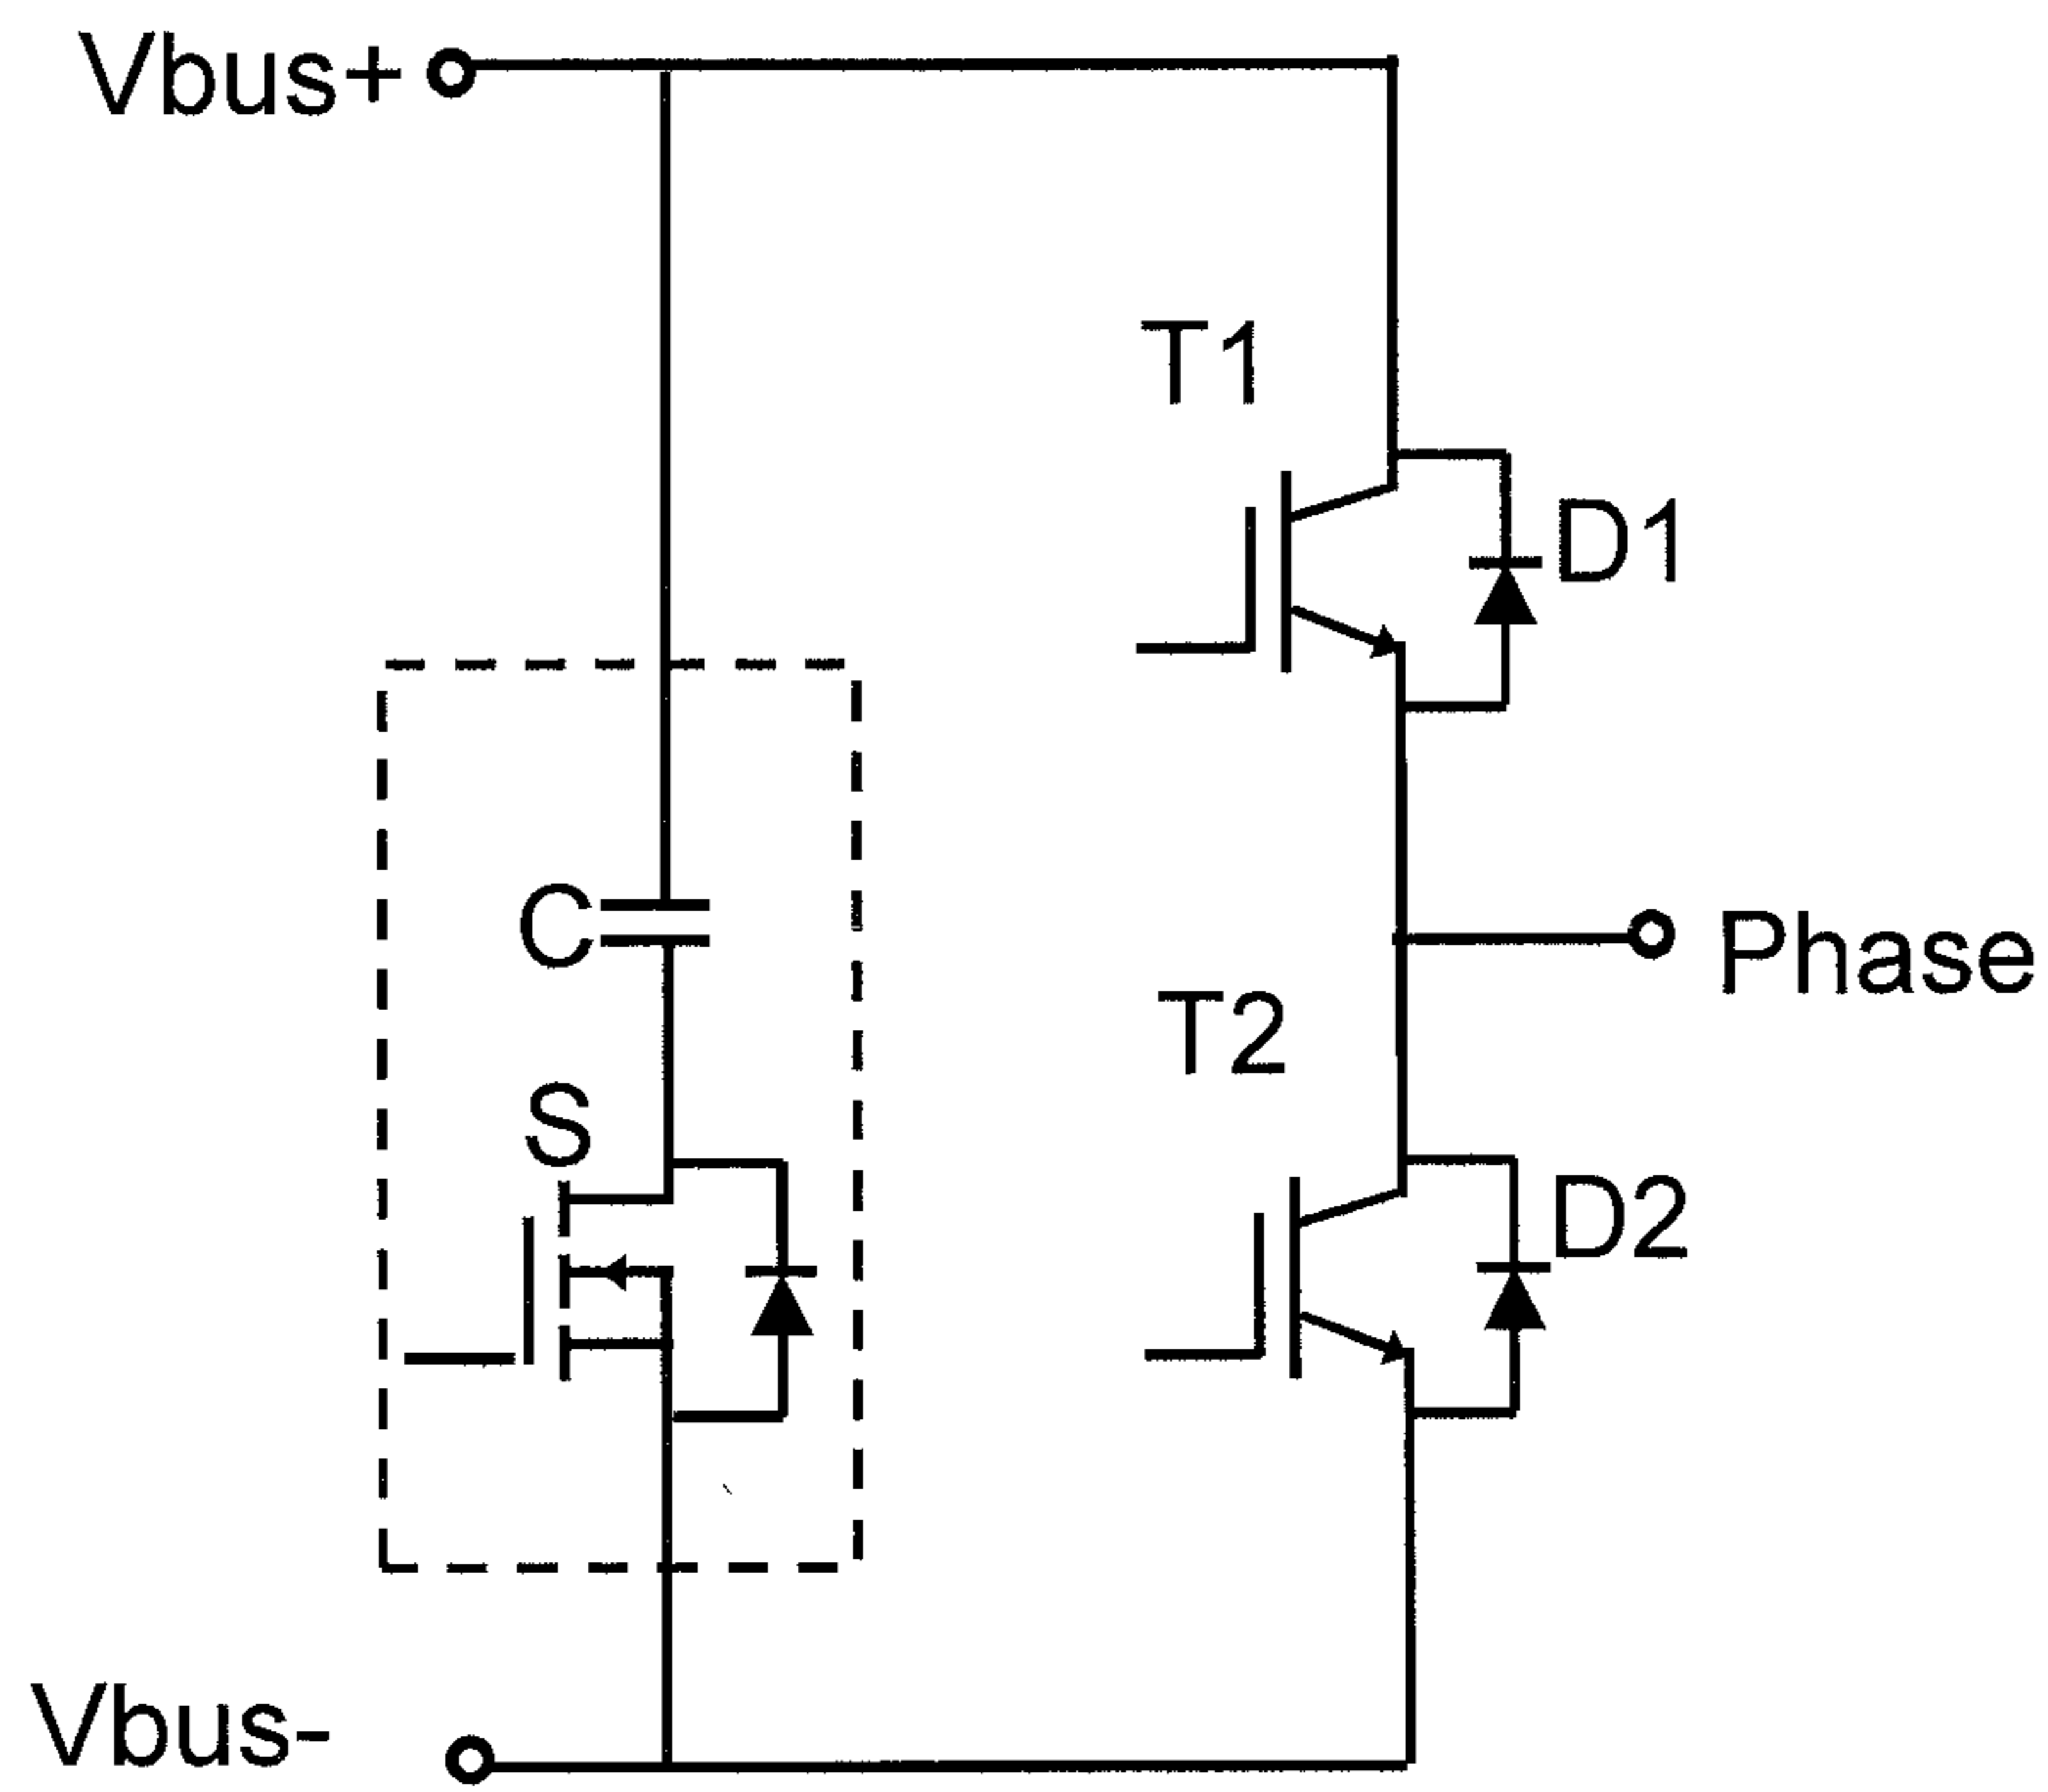 Vbus+
T1
D1
C
Phase
T2
S
D2
Vbus-